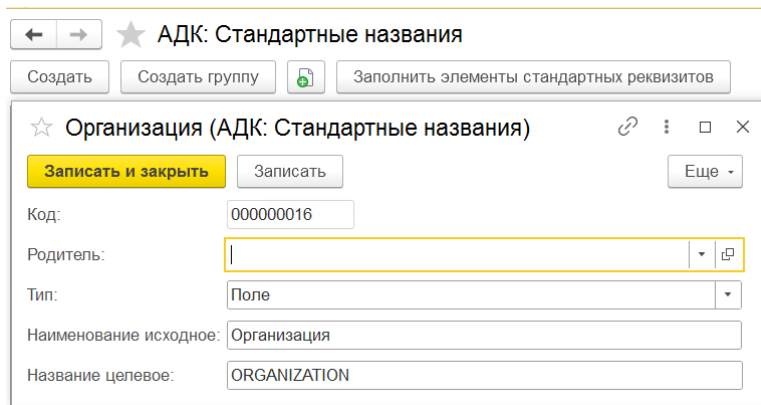 АДК: Стандартные названия
Создать Создать группу Заполнить элементы стандартных реквизитов
Организация (АДК: Стандартные названия)
Записать и закрыть Записать Еще
Код: 000000016
Родитель:
Тип: Поле
Наименование исходное: Организация
Название целевое: ORGANIZATION